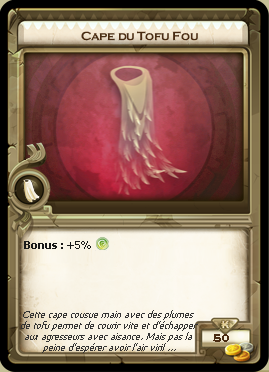 Cape du Tofu Fou
Bonus : +5%
Cette cape cousue main avec des plumes
de tofu permet de courir vite et d'échapper
aux agresseurs avec aisance. Mais pas la
peine d'espérer avoir l'air viril ...
K
50